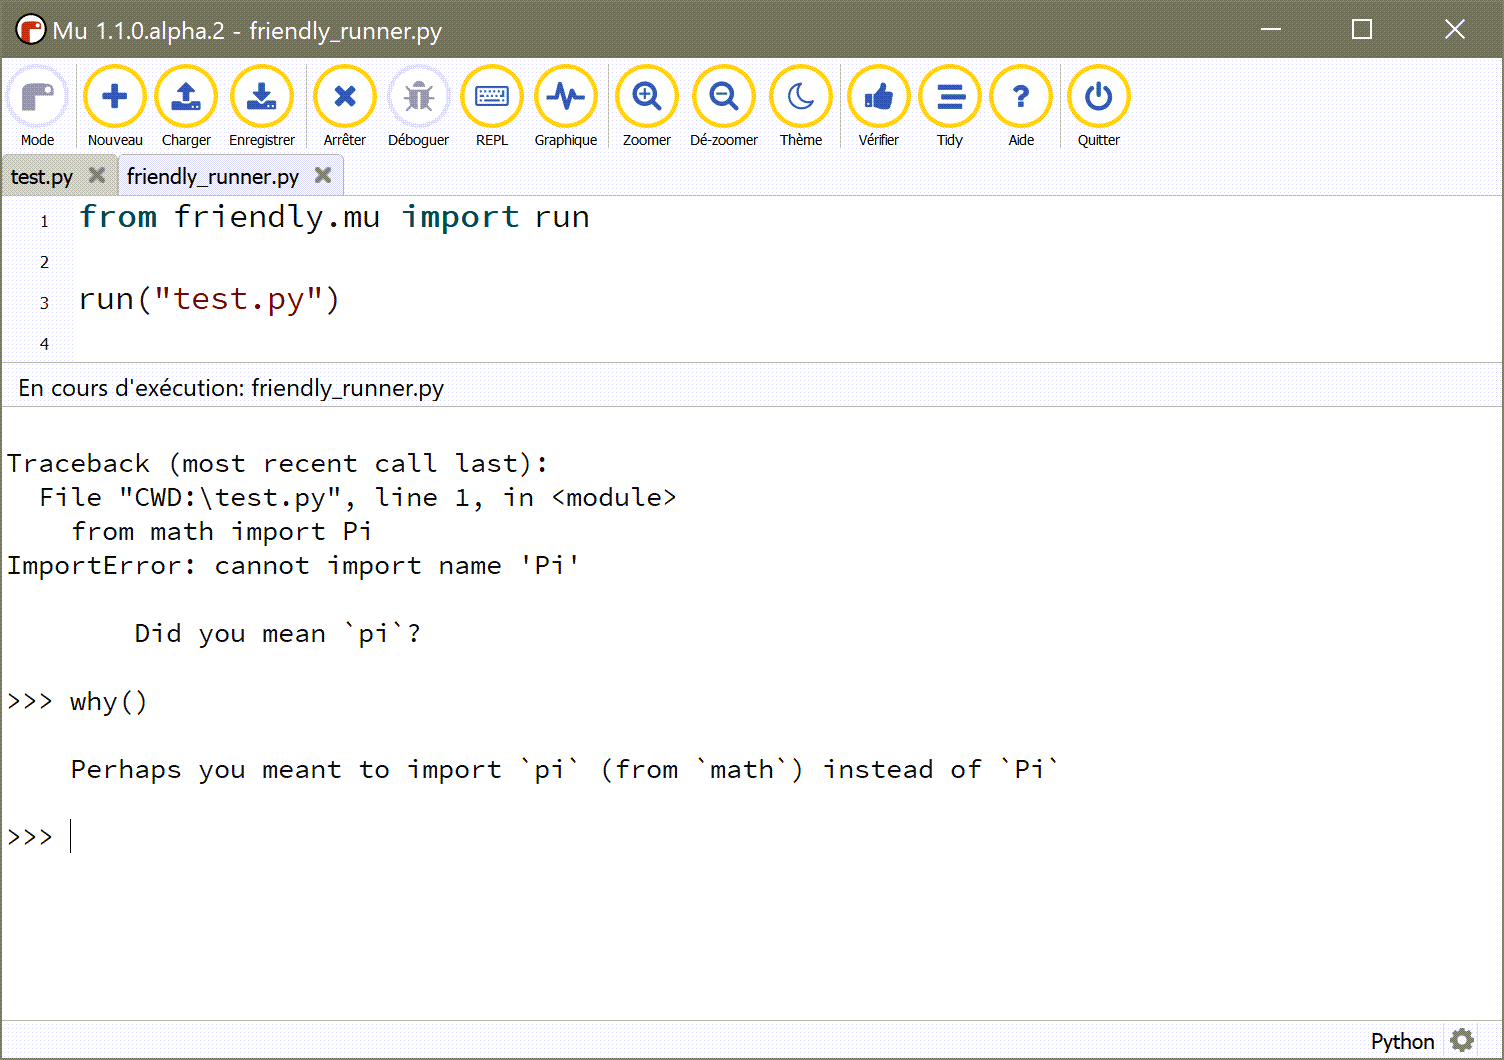 Mu 1.1.0.alpha.2 - friendly_runner.py
Mode Nouveau Charger Enregistrer Arrêter Déboguer REPL Graphique Zoomer Dé-zoomer Thème Vérifier Tidy Aide Quitter
test.py friendly_runner.py
1 from friendly.mu import run
2
3 run("test.py")
4
En cours d'exécution: friendly_runner.py
Traceback (most recent call last):
  File "CWD:\test.py", line 1, in <module>
    from math import Pi
ImportError: cannot import name 'Pi'
        Did you mean `pi`?
>>> why()
    Perhaps you meant to import `pi` (from `math`) instead of `Pi`
>>>
Python